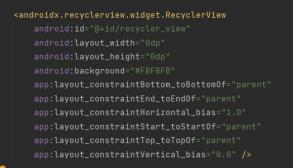 <androidx.recyclerview.widget.RecyclerView
android:id="@+id/recycler_view"
android:layout_width="0dp"
android:layout_height="0dp"
android:background="#FBFBFB"
app:layout_constraintBottom_toBottomOf="parent"
app:layout_constraintEnd_toEndOf="parent"
app:layout_constraintHorizontal_bias="1.0"
app:layout_constraintStart_toStartOf="parent"
app:layout_constraintTop_toTopOf="parent"
app:layout_constraintVertical_bias="0.0" />